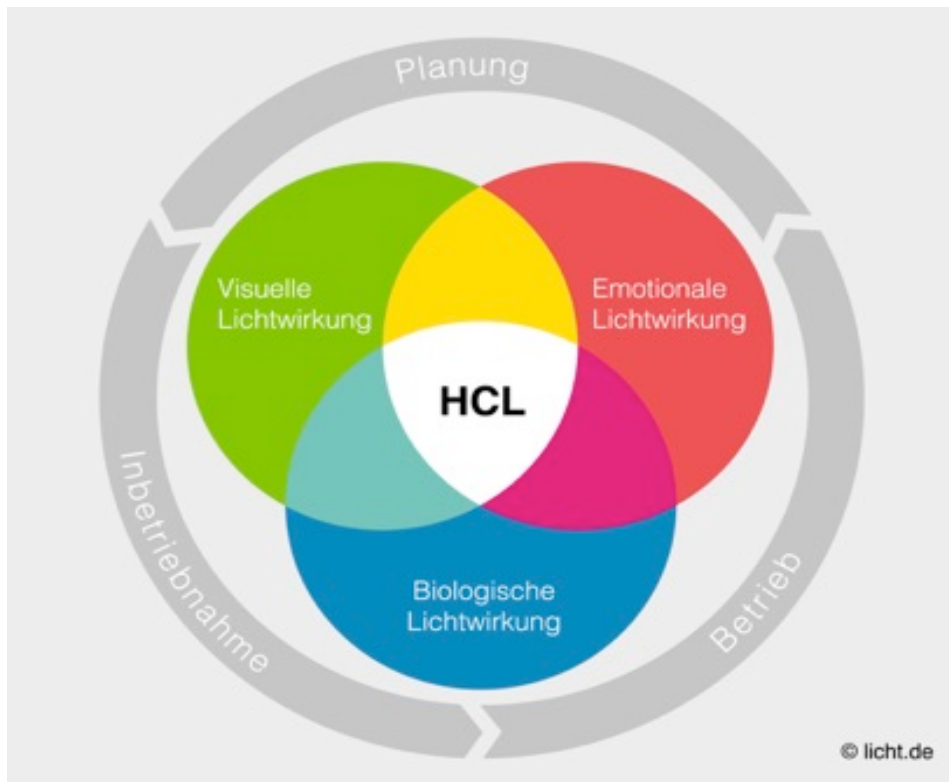 Planung
Visuelle
Lichtwirkung
Emotionale
Lichtwirkung
HCL
Biologische
Lichtwirkung
Inbetriebnahme
Betrieb
© licht.de